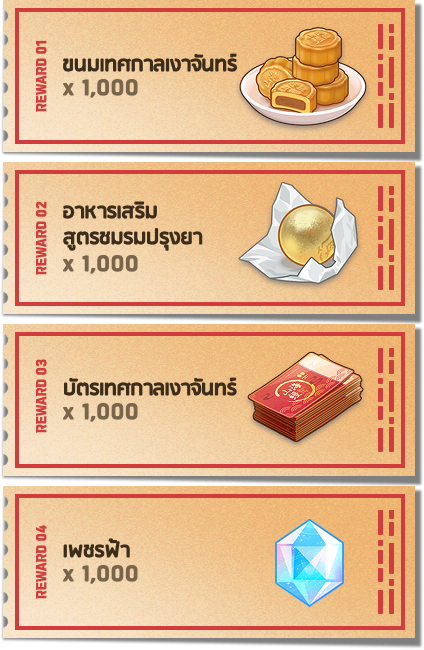 REWARD 01
ขนมเทศกาลเงาจันทร์
x 1,000
REWARD 02
อาหารเสริม
สูตรชมรมปรุงยา
x 1,000
REWARD 03
บัตรเทศกาลเงาจันทร์
x 1,000
REWARD 04
เพชรฟ้า
x 1,000